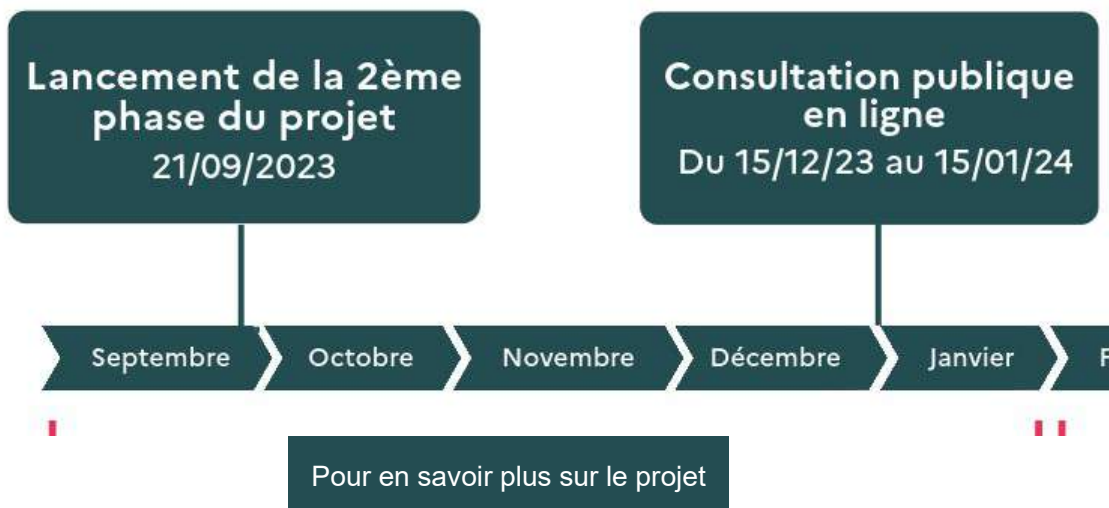 Lancement de la 2ème
phase du projet
21/09/2023
Consultation publique
en ligne
Du 15/12/23 au 15/01/24
Septembre
Octobre
Novembre
Décembre
Janvier
Pour en savoir plus sur le projet